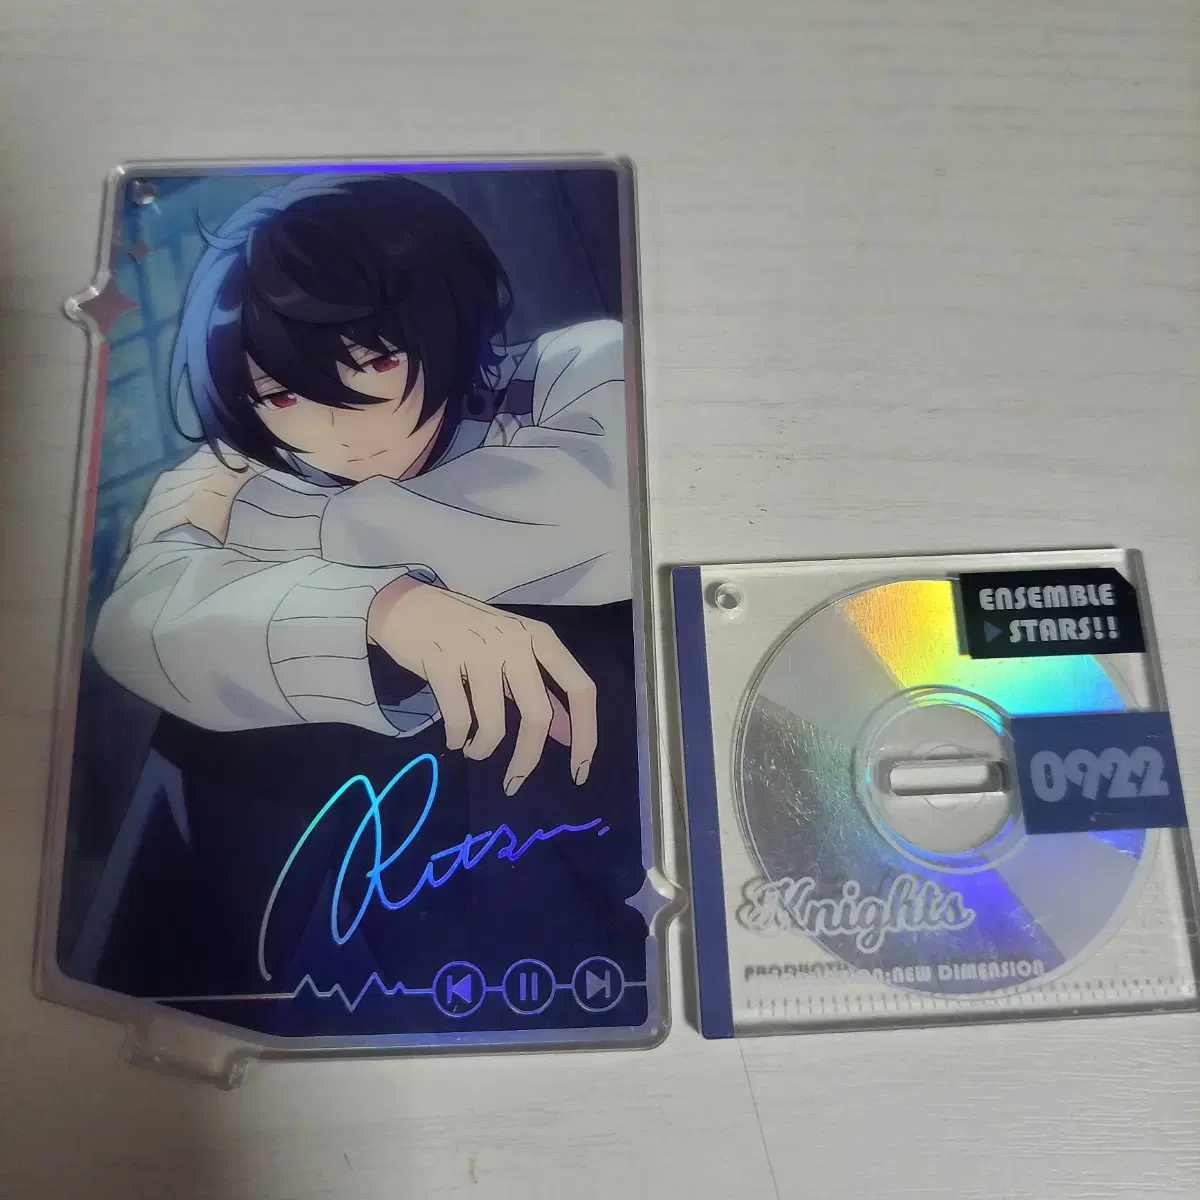 Ritsu.
ENSEMBLE
STARS!!
0922
Knights
PRODUCTION:NEW DIMENSION